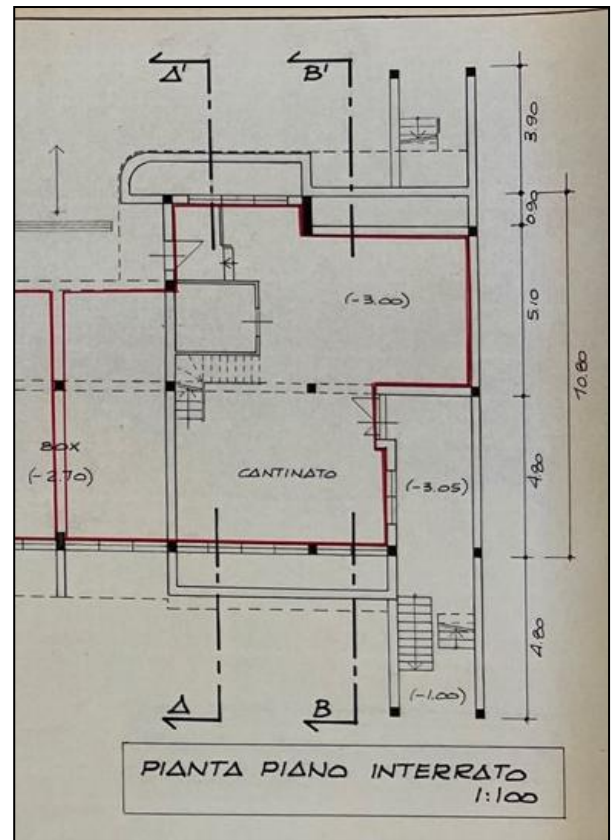 A' B'
3.90
0.90
(-3.00)
5.10
10.80
BOX
(-2.70)
CANTINATO
(-3.05)
4.80
A B
(-1.00)
4.80
PIANTA PIANO INTERRATO
1:100